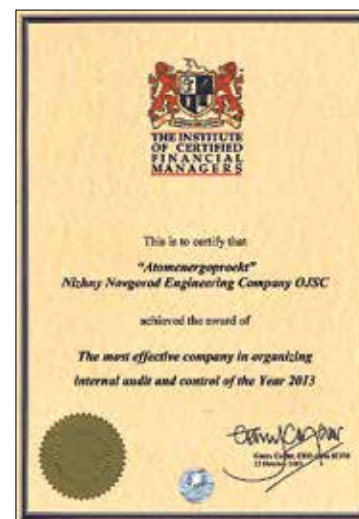 THE INSTITUTE
OF CERTIFIED
FINANCIAL
MANAGERS
This is to certify that
"Atomenergoproekt"
Nizhny Novgorod Engineering Company OJSC
achieved the award of
The most effective company in organizing
internal audit and control of the Year 2013